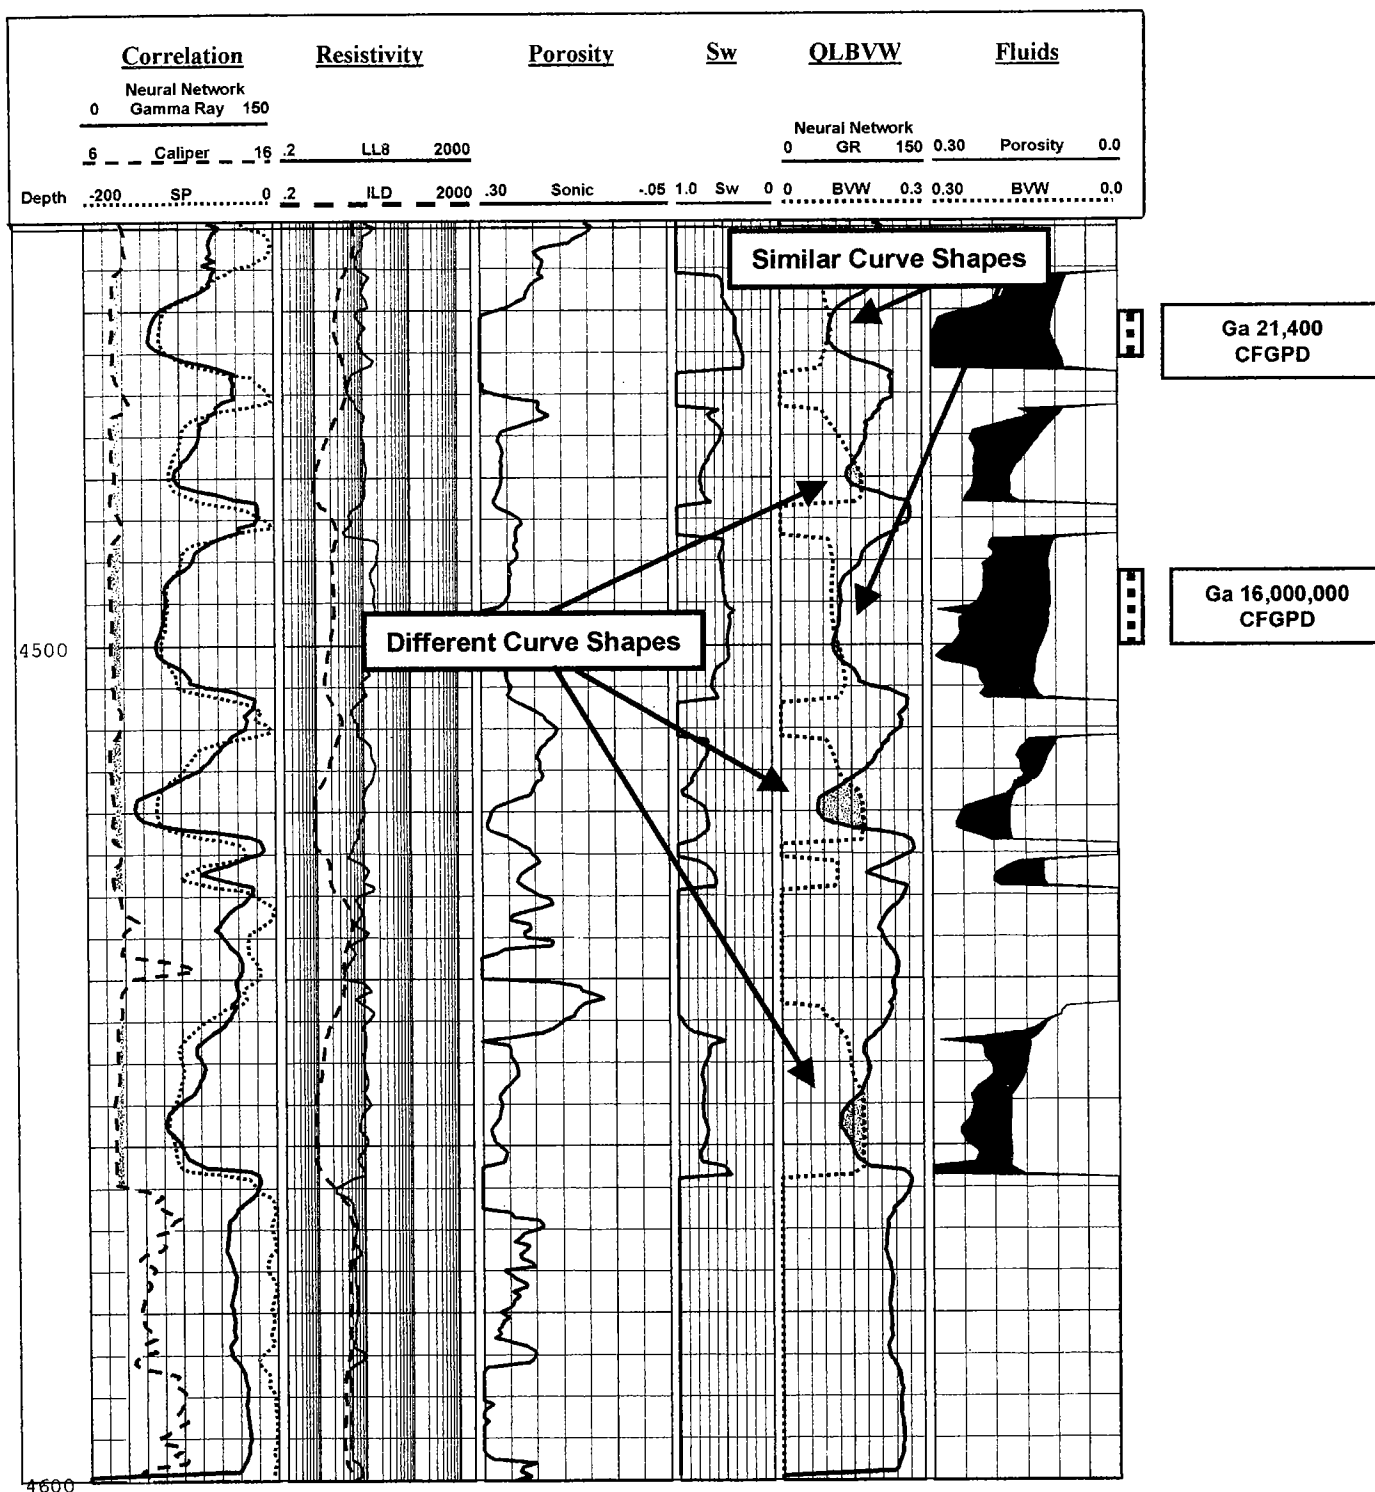 Correlation Resistivity Porosity Sw QLBVW Fluids
Neural Network
0 Gamma Ray 150
Neural Network
6 Caliper 16 .2 LL8 2000 0 GR 150 0.30 Porosity 0.0
Depth -200 SP 0 .2 ILD 2000 .30 Sonic -.05 1.0 Sw 0 0 BVW 0.3 0.30 BVW 0.0
Similar Curve Shapes
Ga 21,400
CFGPD
Ga 16,000,000
CFGPD
Different Curve Shapes
4500
4600